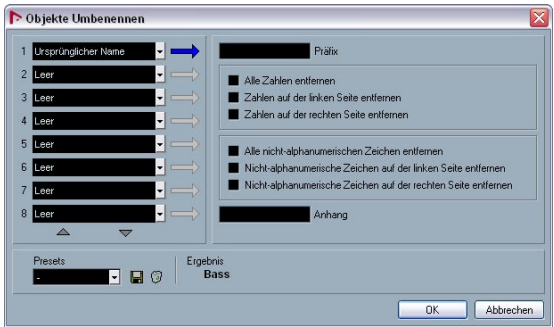 Objekte Umbenennen
1 Ursprünglicher Name
2 Leer
3 Leer
4 Leer
5 Leer
6 Leer
7 Leer
8 Leer
Präfix
Alle Zahlen entfernen
Zahlen auf der linken Seite entfernen
Zahlen auf der rechten Seite entfernen
Alle nicht-alphanumerischen Zeichen entfernen
Nicht-alphanumerische Zeichen auf der linken Seite entfernen
Nicht-alphanumerische Zeichen auf der rechten Seite entfernen
Anhang
Presets
-
Ergebnis
Bass
OK
Abbrechen